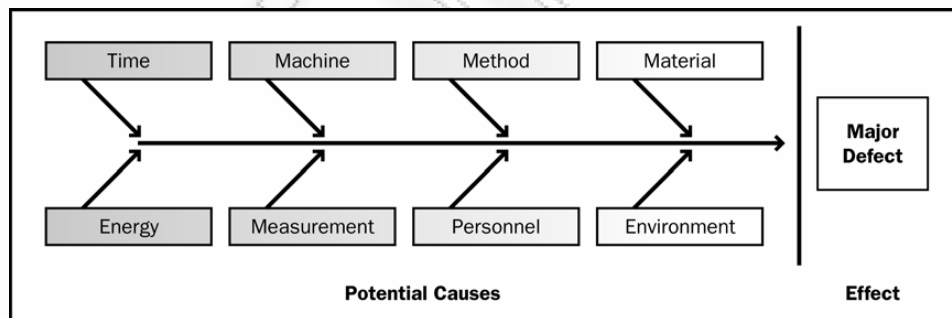 Time
Machine
Method
Material
Major
Defect
Energy
Measurement
Personnel
Environment
Potential Causes
Effect